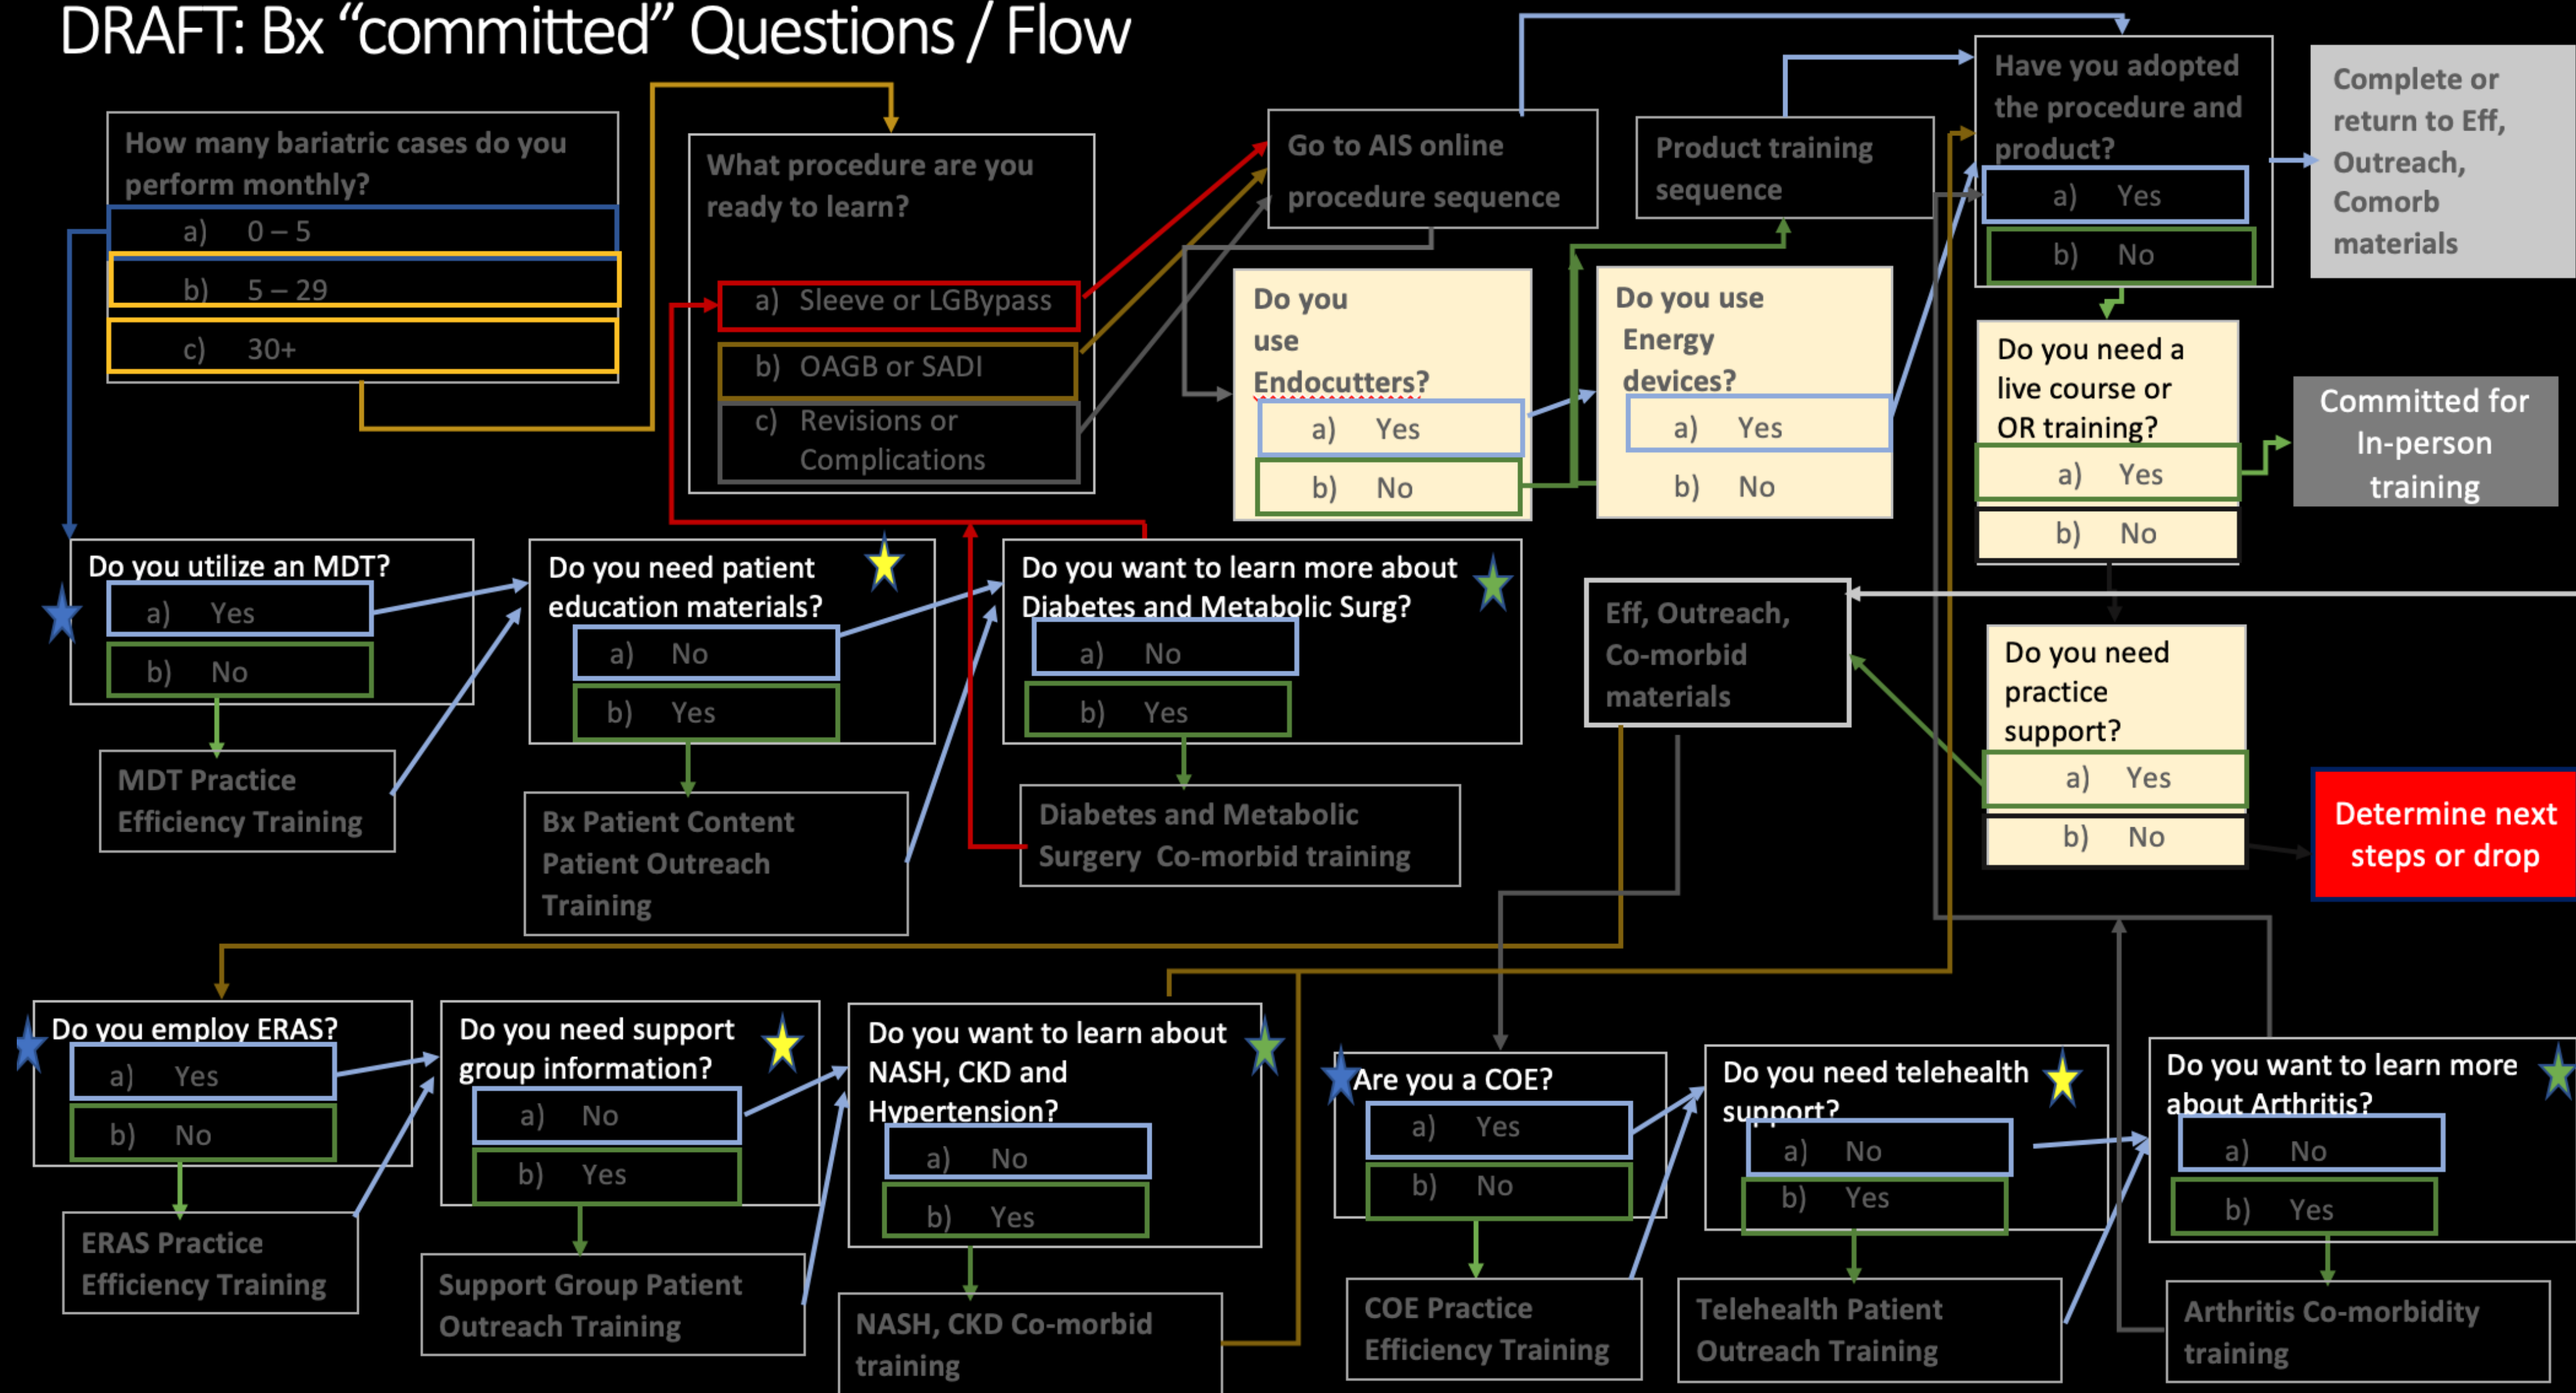 DRAFT: Bx “committed” Questions / Flow
How many bariatric cases do you
perform monthly?
a) 0 – 5
b) 5 – 29
c) 30+
What procedure are you
ready to learn?
a) Sleeve or LGBypass
b) OAGB or SADI
c) Revisions or
Complications
Go to AIS online
procedure sequence
Product training
sequence
Have you adopted
the procedure and
product?
a) Yes
b) No
Complete or
return to Eff,
Outreach,
Comorb
materials
Do you
use
Endocutters?
a) Yes
b) No
Do you use
Energy
devices?
a) Yes
b) No
Do you need a
live course or
OR training?
a) Yes
b) No
Committed for
In-person
training
Do you utilize an MDT?
a) Yes
b) No
MDT Practice
Efficiency Training
Do you need patient
education materials?
a) No
b) Yes
Bx Patient Content
Patient Outreach
Training
Do you want to learn more about
Diabetes and Metabolic Surg?
a) No
b) Yes
Diabetes and Metabolic
Surgery Co-morbid training
Eff, Outreach,
Co-morbid
materials
Do you need
practice
support?
a) Yes
b) No
Determine next
steps or drop
Do you employ ERAS?
a) Yes
b) No
ERAS Practice
Efficiency Training
Do you need support
group information?
a) No
b) Yes
Support Group Patient
Outreach Training
Do you want to learn about
NASH, CKD and
Hypertension?
a) No
b) Yes
NASH, CKD Co-morbid
training
Are you a COE?
a) Yes
b) No
COE Practice
Efficiency Training
Do you need telehealth
support?
a) No
b) Yes
Telehealth Patient
Outreach Training
Do you want to learn more
about Arthritis?
a) No
b) Yes
Arthritis Co-morbidity
training